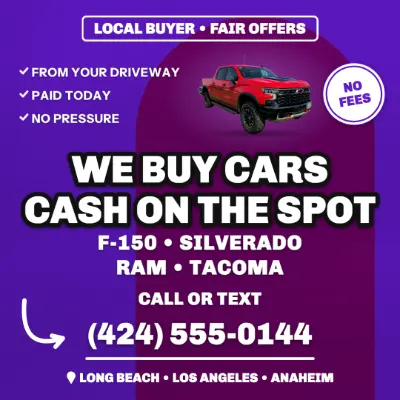 LOCAL BUYER • FAIR OFFERS
✓ FROM YOUR DRIVEWAY
✓ PAID TODAY
✓ NO PRESSURE
NO
FEES
WE BUY CARS
CASH ON THE SPOT
F-150 • SILVERADO
RAM • TACOMA
CALL OR TEXT
(424) 555-0144
LONG BEACH • LOS ANGELES • ANAHEIM